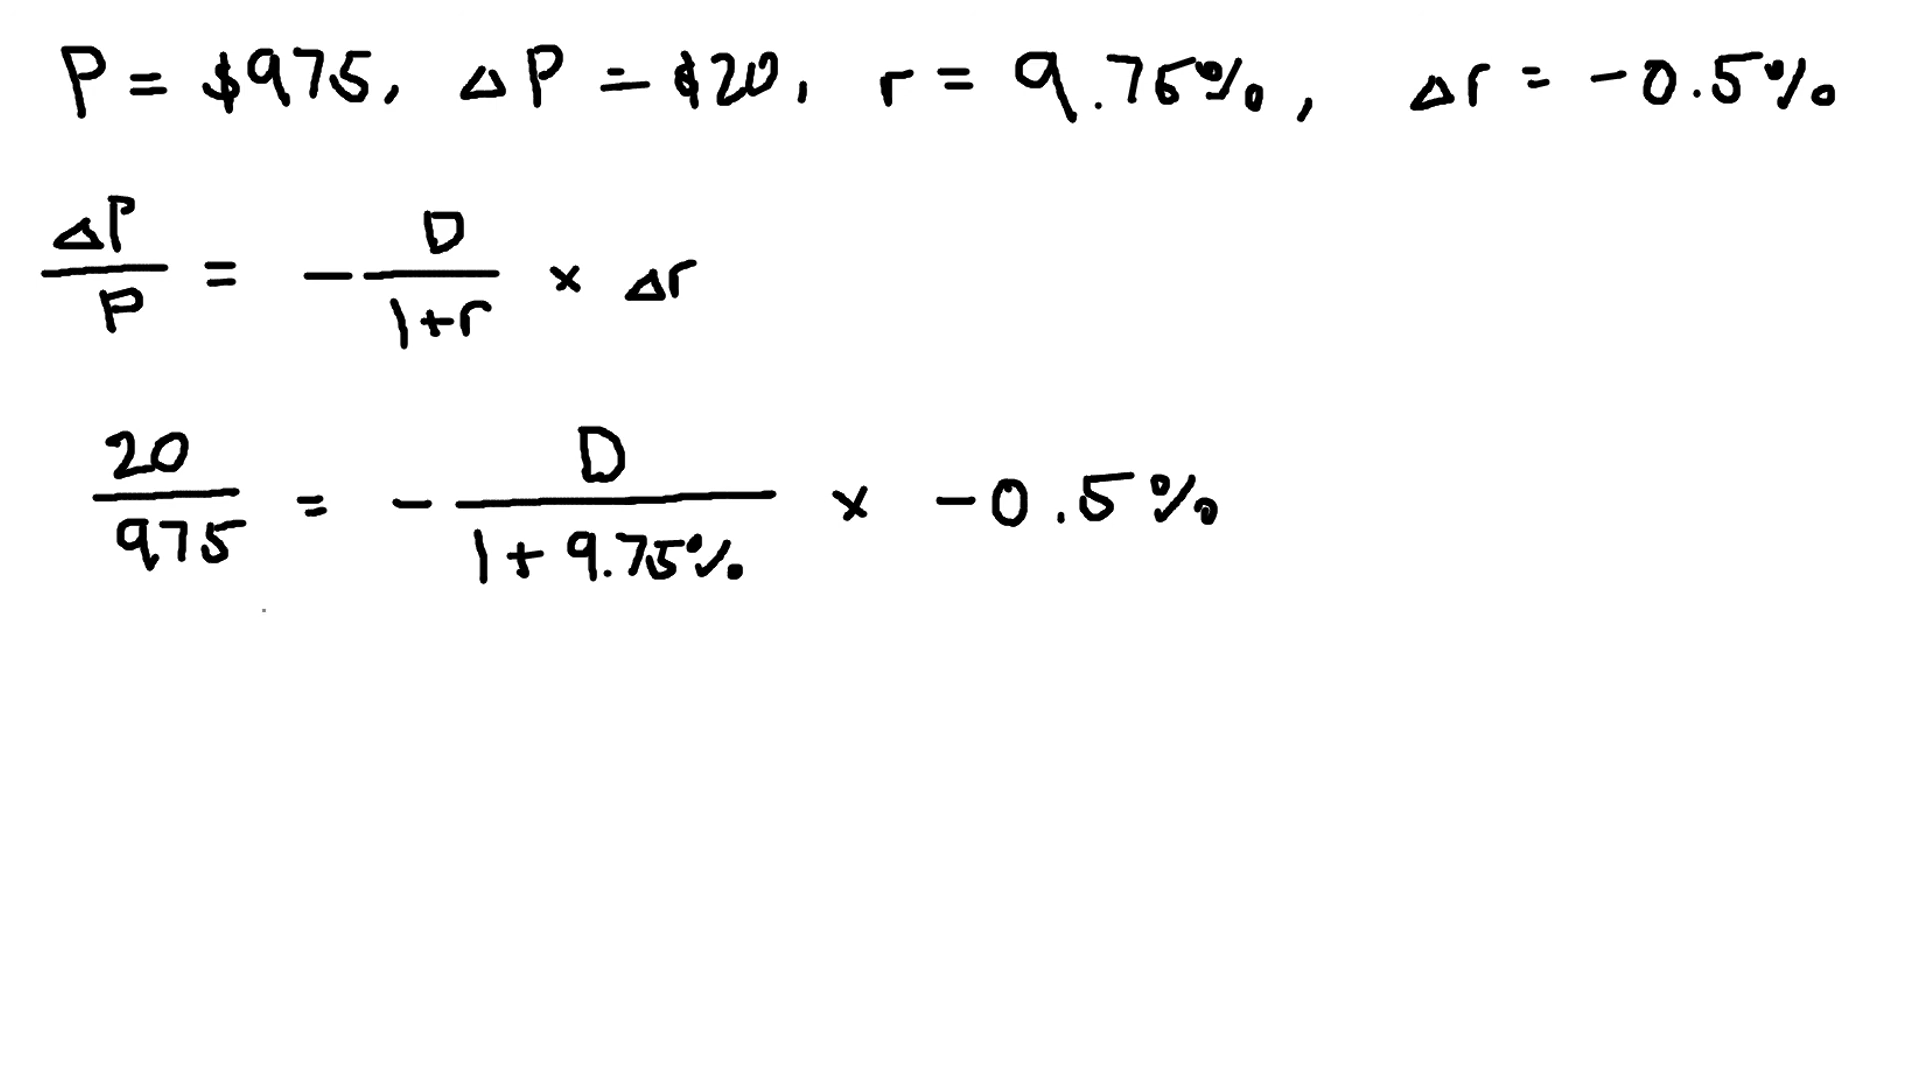 P = $975, ΔP = $20, r = 9.75%, Δr = -0.5%
ΔP/P = - D/(1+r) × Δr
20/975 = - D/(1 + 9.75%) × -0.5%